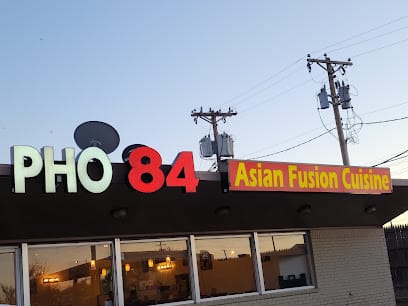 PHO 84
Asian Fusion Cuisine